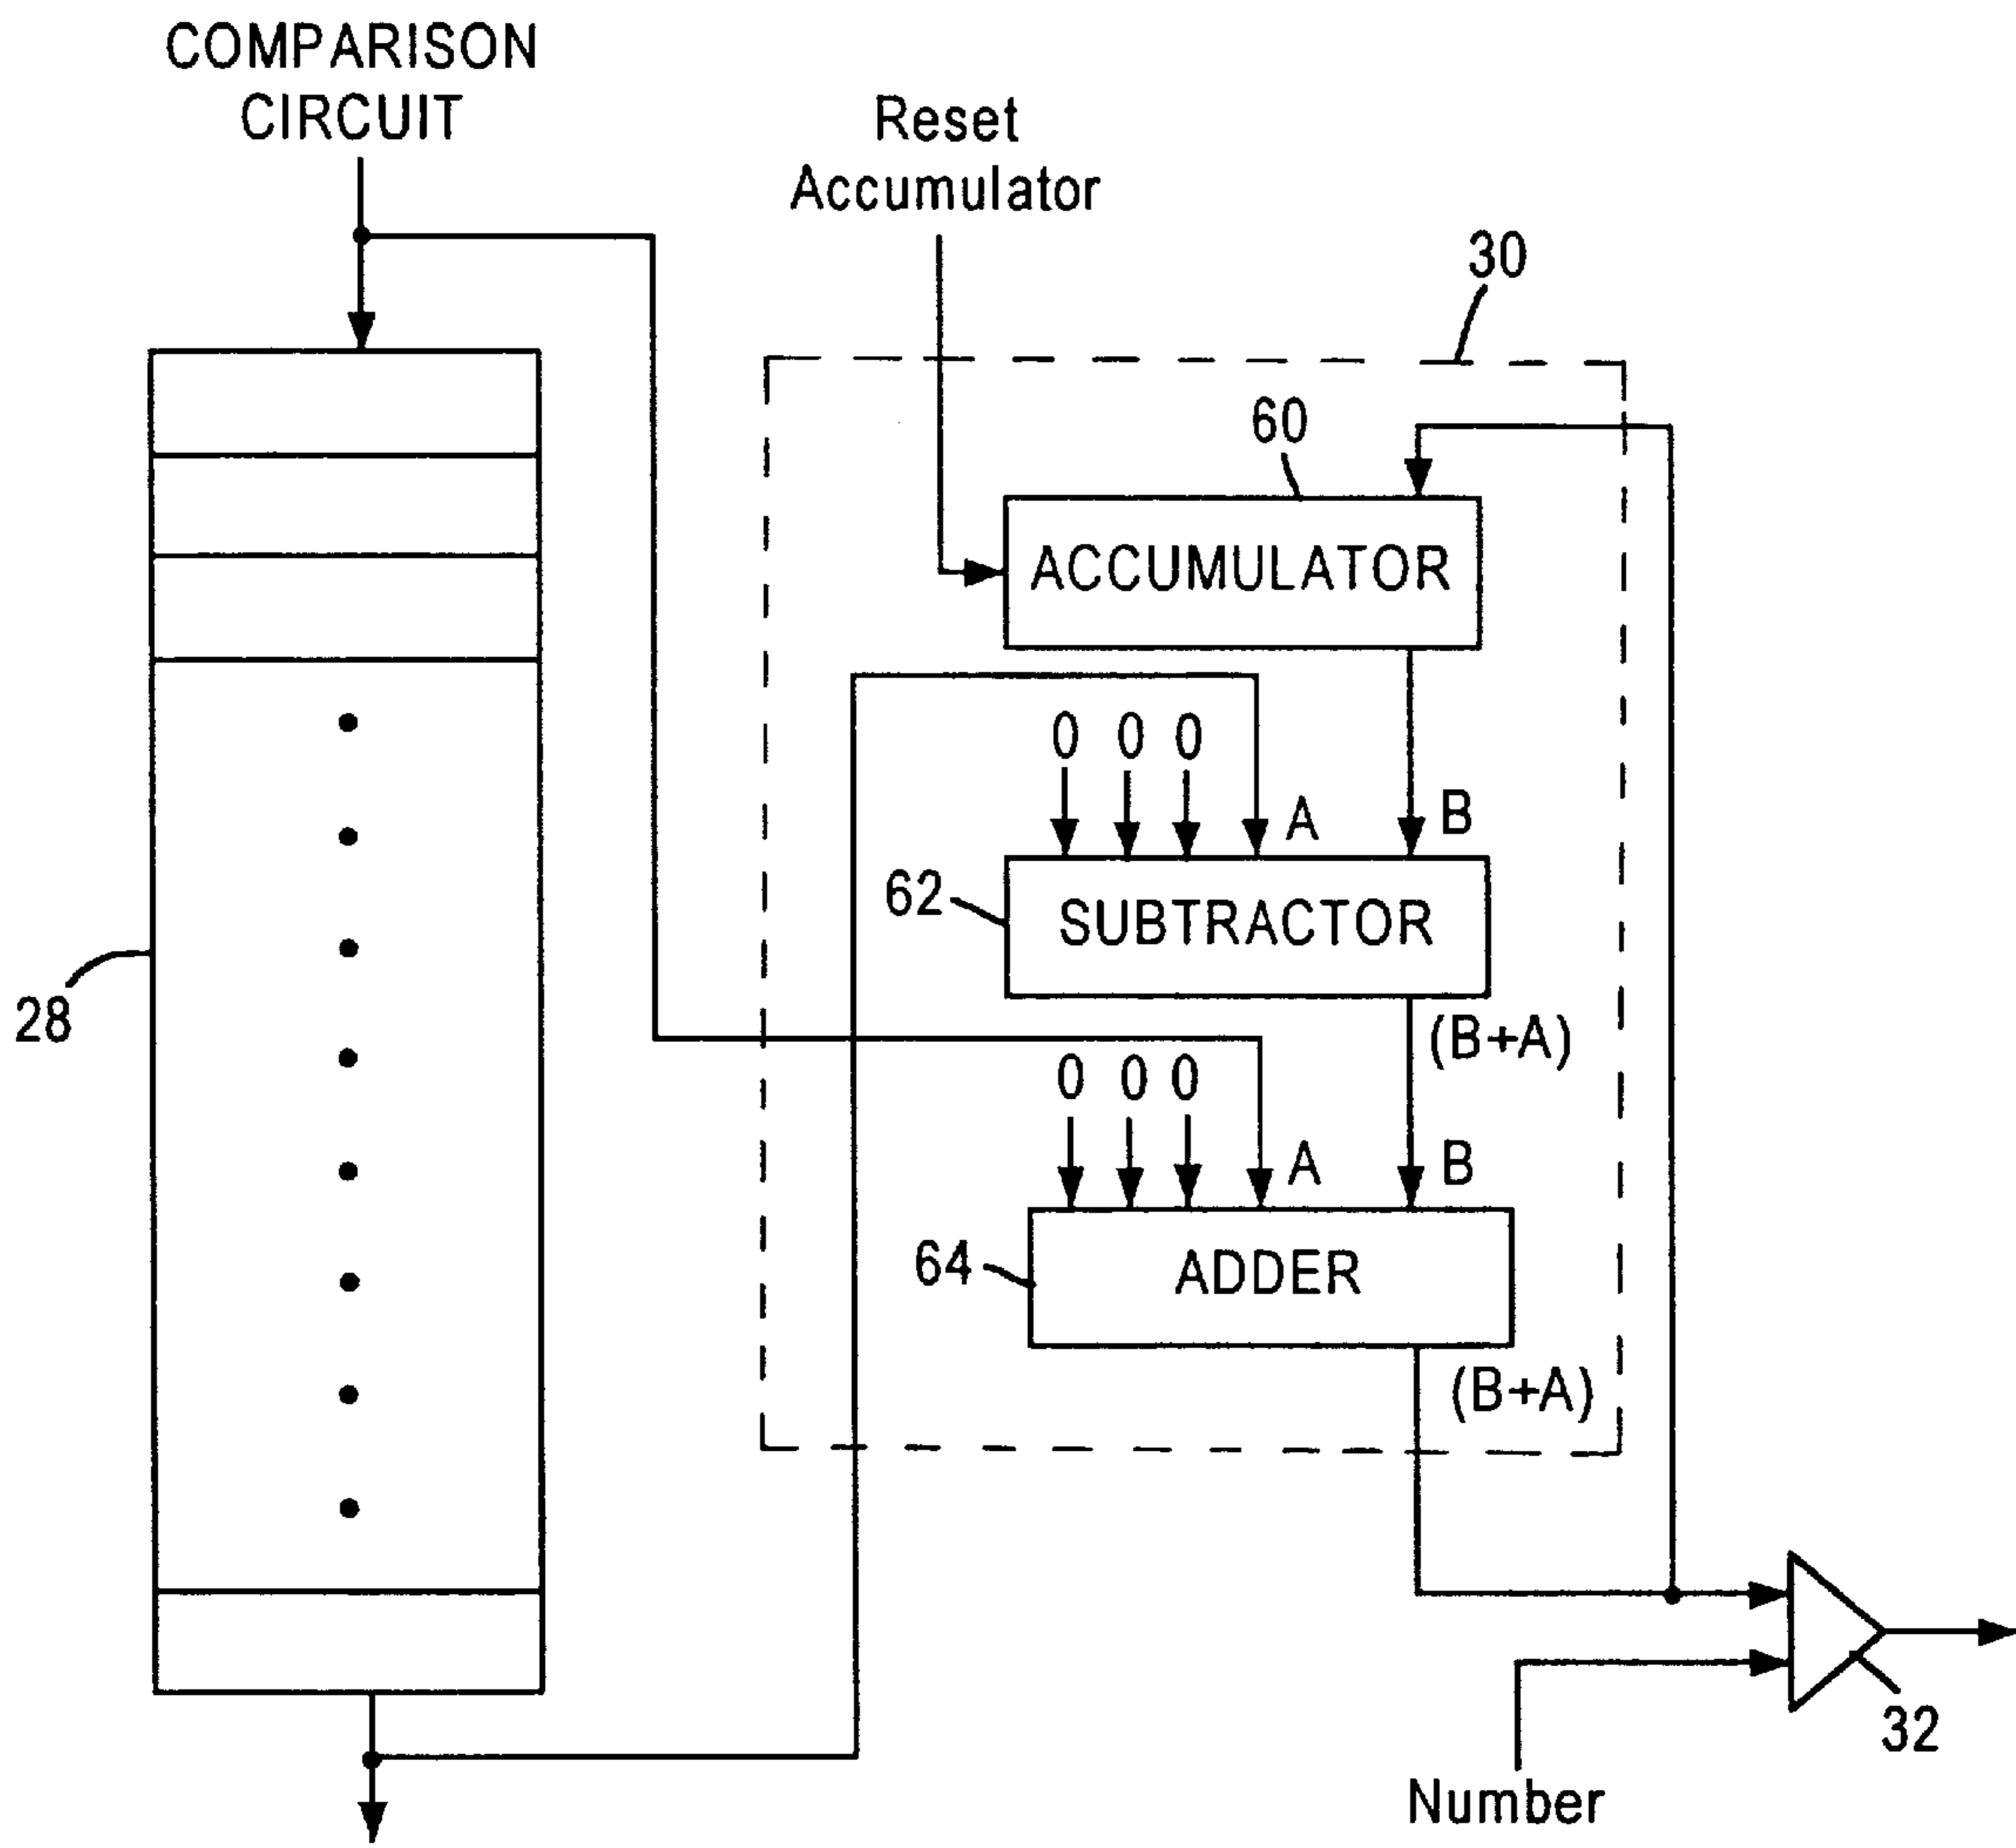 COMPARISON
CIRCUIT
Reset
Accumulator
30
60
ACCUMULATOR
0 0 0
A
B
62
SUBTRACTOR
28
(B+A)
0 0 0
A
B
64
ADDER
(B+A)
32
Number